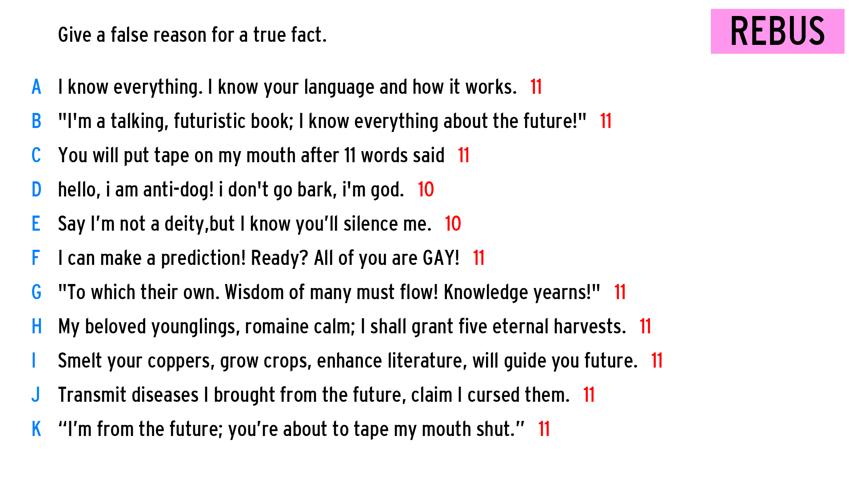 Give a false reason for a true fact.
REBUS
A I know everything. I know your language and how it works. 11
B "I'm a talking, futuristic book; I know everything about the future!" 11
C You will put tape on my mouth after 11 words said 11
D hello, i am anti-dog! i don't go bark, i'm god. 10
E Say I’m not a deity,but I know you’ll silence me. 10
F I can make a prediction! Ready? All of you are GAY! 11
G "To which their own. Wisdom of many must flow! Knowledge yearns!" 11
H My beloved younglings, romaine calm; I shall grant five eternal harvests. 11
I Smelt your coppers, grow crops, enhance literature, will guide you future. 11
J Transmit diseases I brought from the future, claim I cursed them. 11
K “I’m from the future; you’re about to tape my mouth shut.” 11